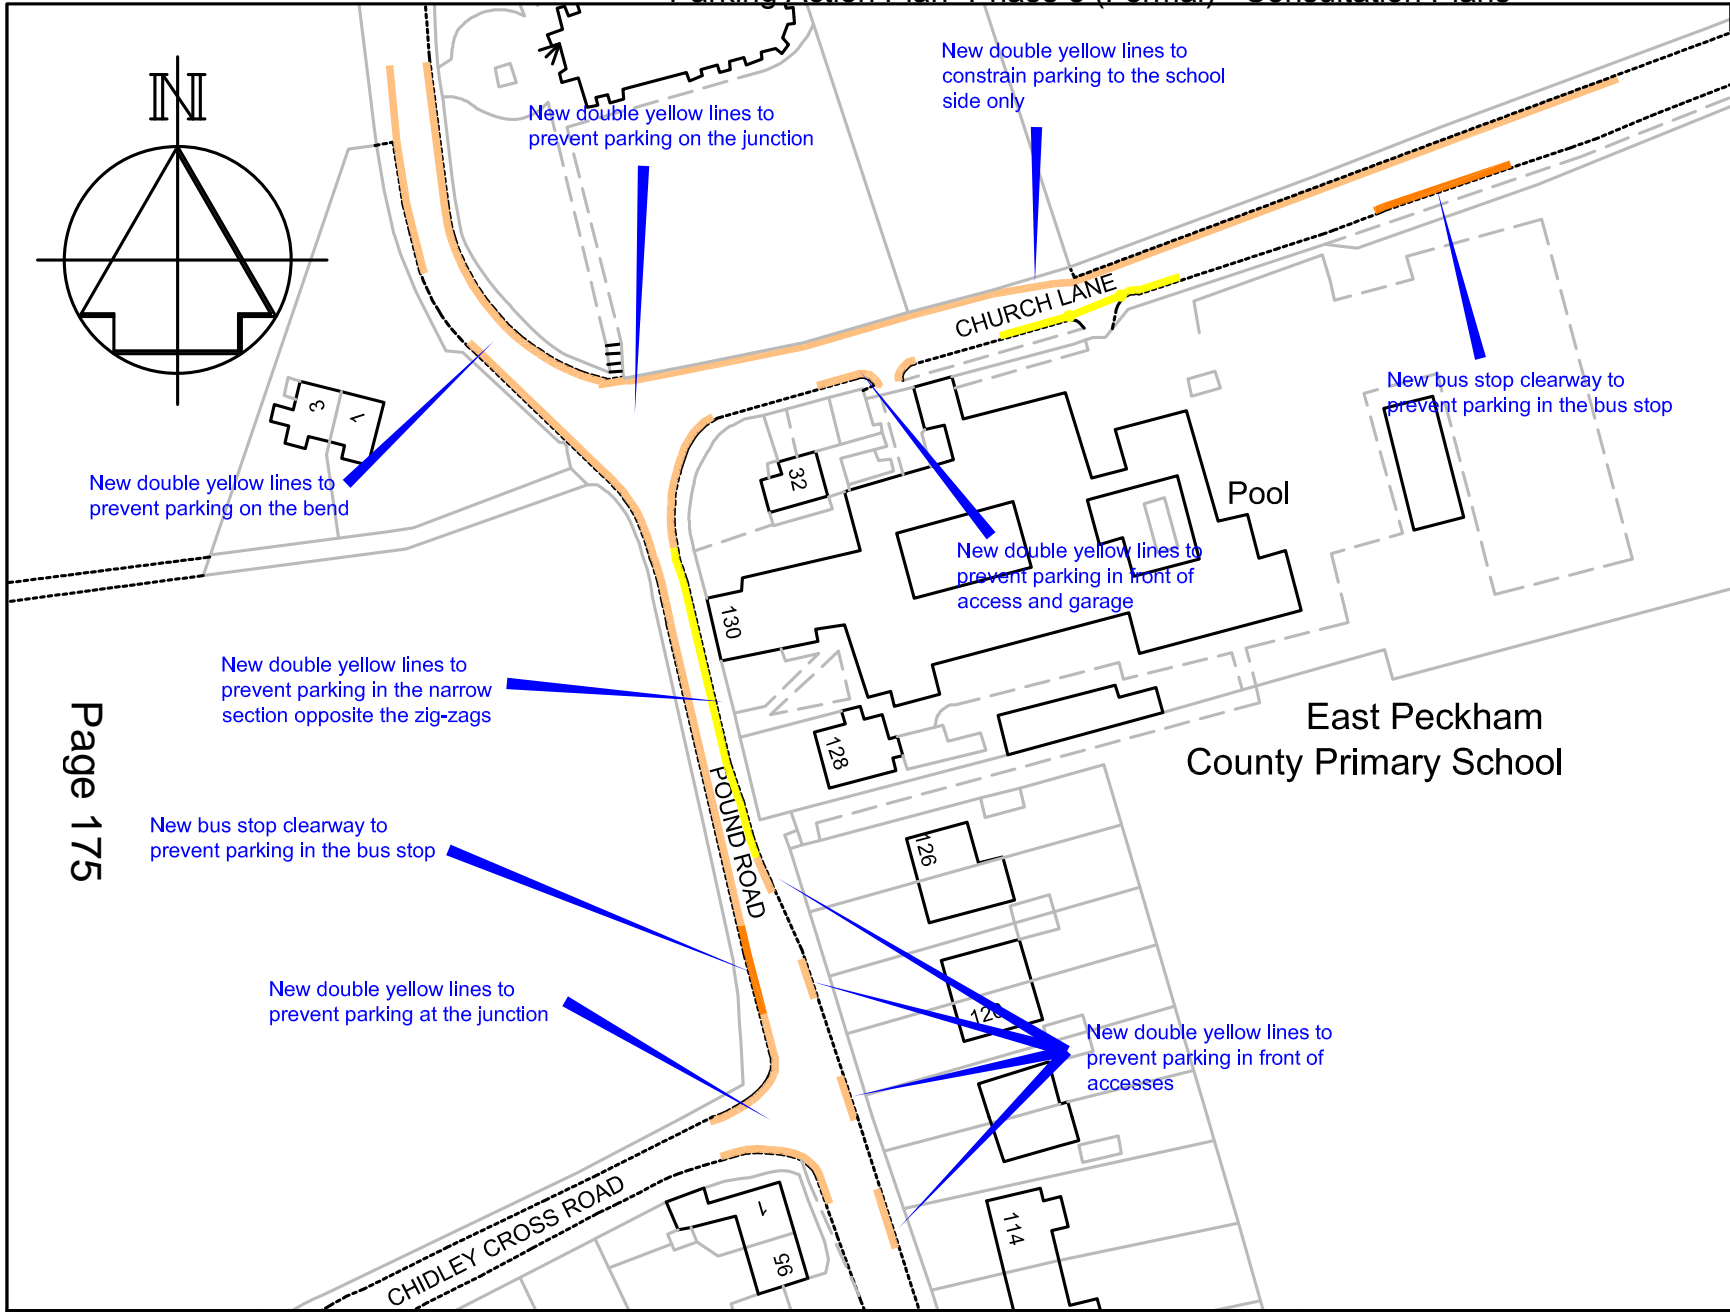 N
New double yellow lines to
constrain parking to the school
side only
New double yellow lines to
prevent parking on the junction
CHURCH LANE
New bus stop clearway to
prevent parking in the bus stop
3
1
New double yellow lines to
prevent parking on the bend
32
Pool
New double yellow lines to
prevent parking in front of
access and garage
130
New double yellow lines to
prevent parking in the narrow
section opposite the zig-zags
East Peckham
County Primary School
128
Page 175
POUND ROAD
New bus stop clearway to
prevent parking in the bus stop
126
New double yellow lines to
prevent parking at the junction
120
New double yellow lines to
prevent parking in front of
accesses
CHIDLEY CROSS ROAD
1
95
114